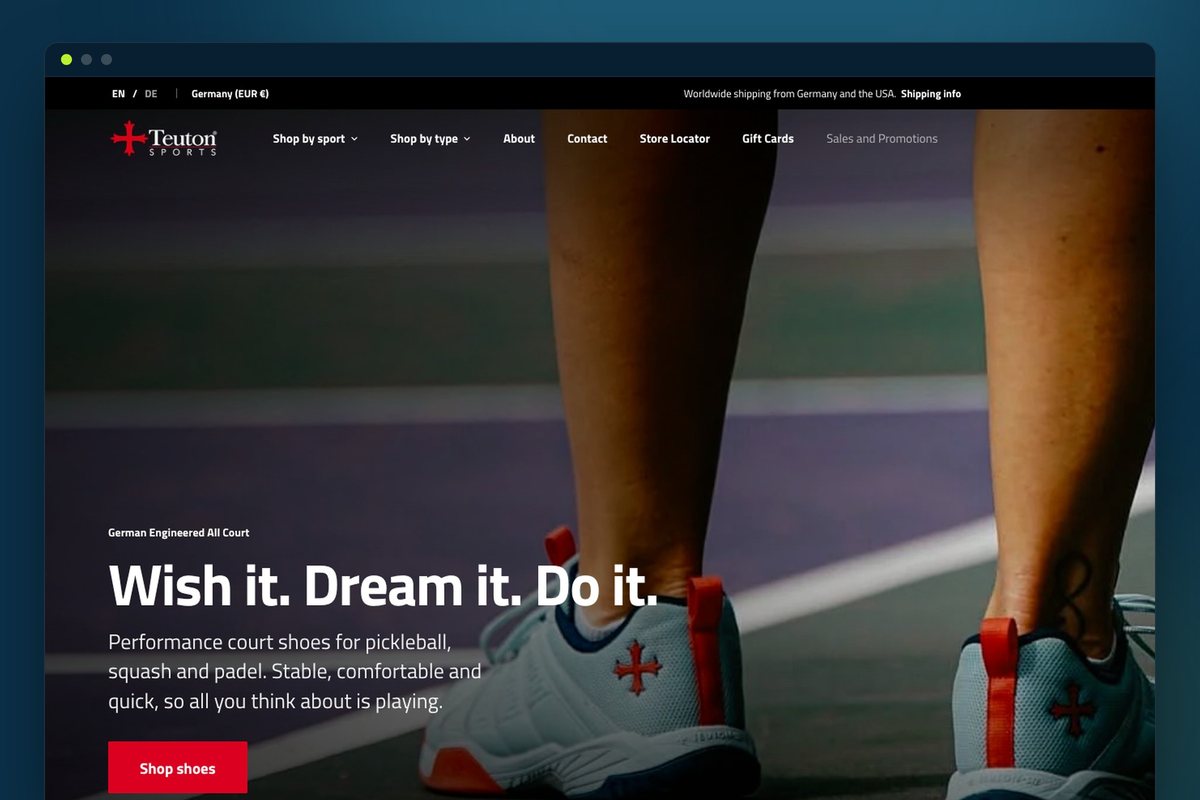 EN / DE | Germany (EUR €)
Worldwide shipping from Germany and the USA. Shipping info
Teuton®
SPORTS
Shop by sport
Shop by type
About
Contact
Store Locator
Gift Cards
Sales and Promotions
German Engineered All Court
Wish it. Dream it. Do it.
Performance court shoes for pickleball,
squash and padel. Stable, comfortable and
quick, so all you think about is playing.
Shop shoes